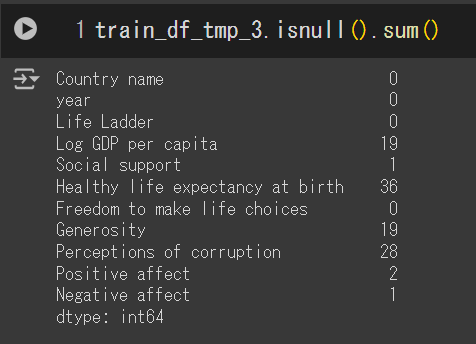 1 train_df_tmp_3.isnull().sum()
Country name 0
year 0
Life Ladder 0
Log GDP per capita 19
Social support 1
Healthy life expectancy at birth 36
Freedom to make life choices 0
Generosity 19
Perceptions of corruption 28
Positive affect 2
Negative affect 1
dtype: int64